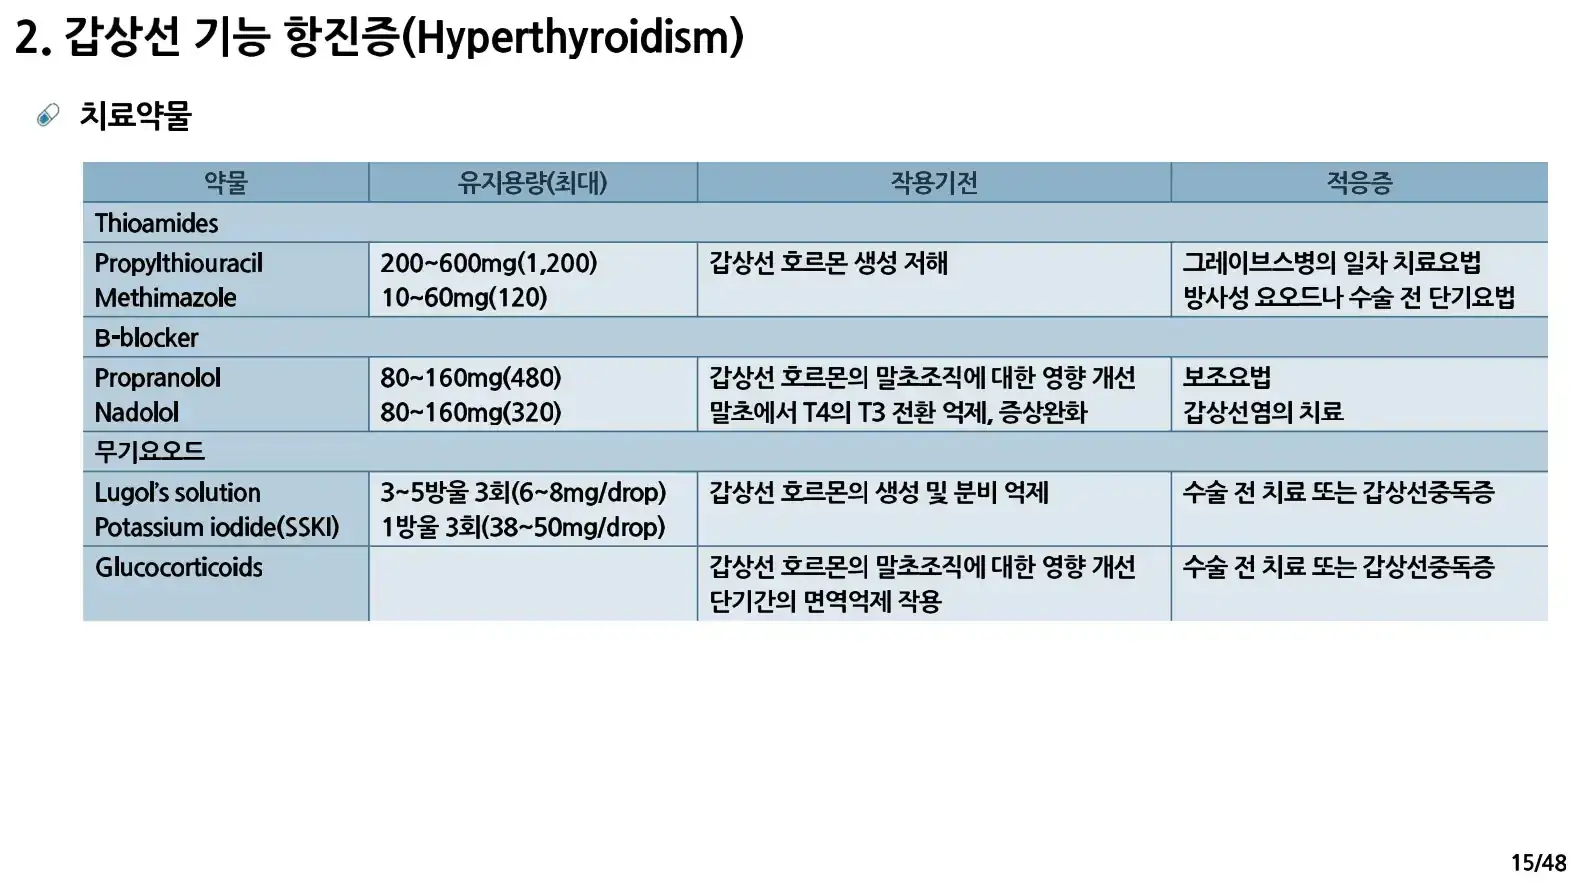 2. 갑상선 기능 항진증(Hyperthyroidism)
치료약물
약물 유지용량(최대) 작용기전 적응증
Thioamides
Propylthiouracil 200~600mg(1,200) 갑상선 호르몬 생성 저해 그레이브스병의 일차 치료요법
Methimazole 10~60mg(120) 방사성 요오드나 수술 전 단기요법
B-blocker
Propranolol 80~160mg(480) 갑상선 호르몬의 말초조직에 대한 영향 개선 보조요법
Nadolol 80~160mg(320) 말초에서 T4의 T3 전환 억제, 증상완화 갑상선염의 치료
무기요오드
Lugol's solution 3~5방울 3회(6~8mg/drop) 갑상선 호르몬의 생성 및 분비 억제 수술 전 치료 또는 갑상선중독증
Potassium iodide(SSKI) 1방울 3회(38~50mg/drop)
Glucocorticoids 갑상선 호르몬의 말초조직에 대한 영향 개선 수술 전 치료 또는 갑상선중독증
단기간의 면역억제 작용
15/48